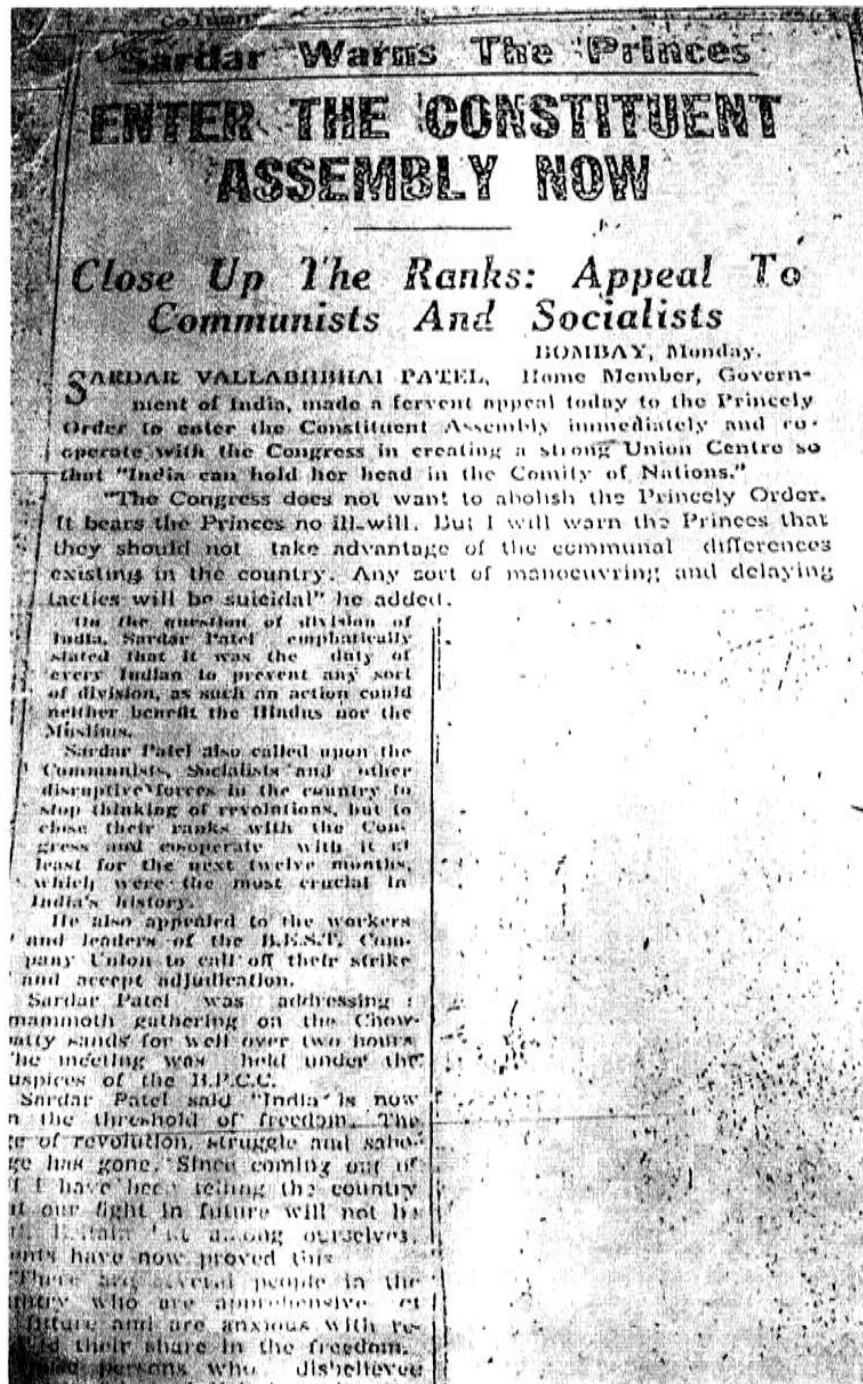 Column
Sardar Warns The Princes
ENTER THE CONSTITUENT
ASSEMBLY NOW
Close Up The Ranks: Appeal To
Communists And Socialists
BOMBAY, Monday.
SARDAR VALLABHBHAI PATEL, Home Member, Govern-
ment of India, made a fervent appeal today to the Princely
Order to enter the Constituent Assembly immediately and co-
operate with the Congress in creating a strong Union Centre so
that "India can hold her head in the Comity of Nations."
"The Congress does not want to abolish the Princely Order.
It bears the Princes no ill-will. But I will warn the Princes that
they should not take advantage of the communal differences
existing in the country. Any sort of manoeuvring and delaying
tactics will be suicidal" he added.
On the question of division of
India, Sardar Patel emphatically
stated that it was the duty of
every Indian to prevent any sort
of division, as such an action could
neither benefit the Hindus nor the
Muslims.
Sardar Patel also called upon the
Communists, Socialists and other
disruptive forces in the country to
stop thinking of revolutions, but to
close their ranks with the Con-
gress and cooperate with it at
least for the next twelve months,
which were the most crucial in
India's history.
He also appealed to the workers
and leaders of the B.E.S.T. Com-
pany Union to call off their strike
and accept adjudication.
Sardar Patel was addressing
mammoth gathering on the Chow-
atty sands for well over two hours
he meeting was held under the
uspices of the B.P.C.C.
Sardar Patel said "India is now
n the threshold of freedom. The
ge of revolution, struggle and sabo-
ge has gone. Since coming out of
I have been telling the country
t our fight in future will not be
Britain but among ourselves.
ents have now proved this
There are several people in the
ntry who are apprehensive of
future and are anxious with re-
d their share in the freedom.
persons who disbelieve